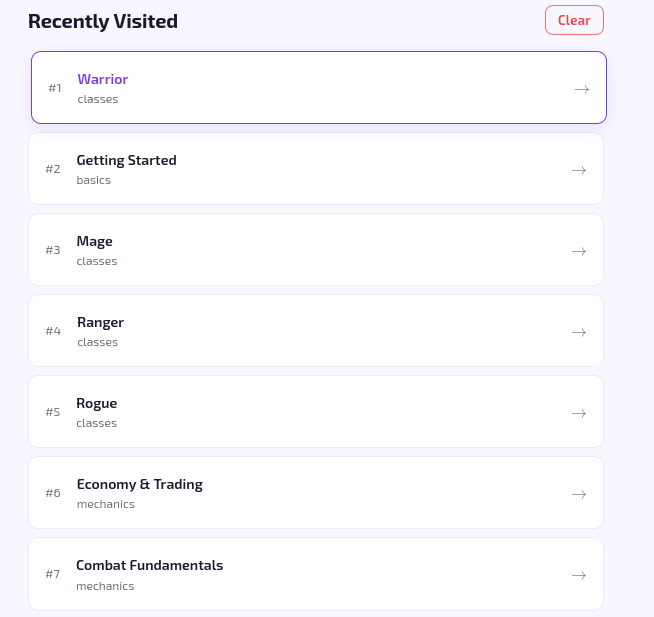 Recently Visited
Clear
#1
Warrior
classes
→
#2
Getting Started
basics
→
#3
Mage
classes
→
#4
Ranger
classes
→
#5
Rogue
classes
→
#6
Economy & Trading
mechanics
→
#7
Combat Fundamentals
mechanics
→